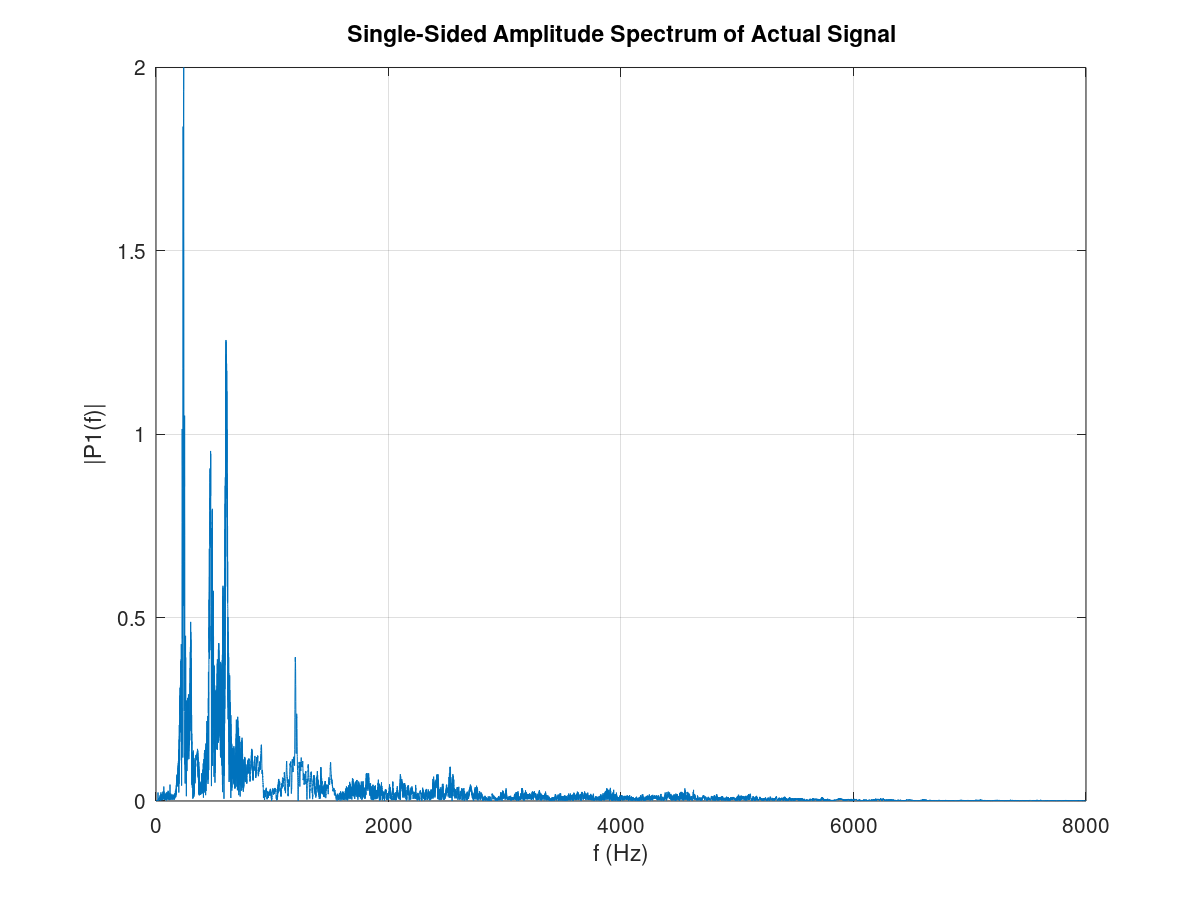 Single-Sided Amplitude Spectrum of Actual Signal
2
1.5
1
0.5
0
|P1(f)|
0 2000 4000 6000 8000
f (Hz)